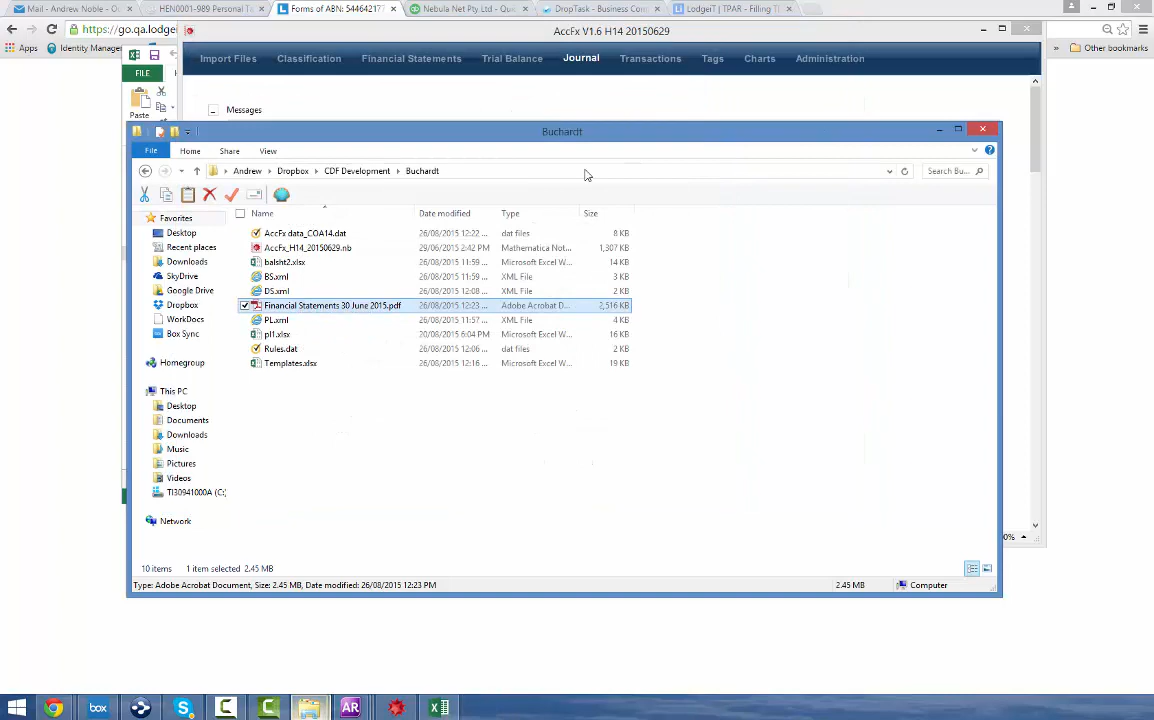 Mail - Andrew Noble - O
HEN0001-989 Personal T
Forms of ABN: 544642177
Nebula Net Pty Ltd - Qu
DropTask - Business Com
LodgeiT | TPAR - Filling Tl
https://go.qa.lodge
AccFx V1.6 H14 20150629
Apps
Identity Manage
Other bookmarks
FILE
Import Files
Classification
Financial Statements
Trial Balance
Journal
Transactions
Tags
Charts
Administration
Paste
Messages
Buchardt
File
Home
Share
View
Andrew
Dropbox
CDF Development
Buchardt
Search Bu...
Favorites
Name
Date modified
Type
Size
Desktop
AccFx data_COA14.dat
26/08/2015 12:22 ...
dat files
8 KB
Recent places
AccFx_H14_20150629.nb
29/06/2015 2:42 PM
Mathematica Not...
1,307 KB
Downloads
balsht2.xlsx
26/08/2015 11:59 ...
Microsoft Excel W...
14 KB
SkyDrive
BS.xml
26/08/2015 11:59 ...
XML File
3 KB
Google Drive
DS.xml
26/08/2015 12:08 ...
XML File
2 KB
Dropbox
Financial Statements 30 June 2015.pdf
26/08/2015 12:23 ...
Adobe Acrobat D...
2,516 KB
WorkDocs
PL.xml
26/08/2015 11:57 ...
XML File
4 KB
Box Sync
pl1.xlsx
20/08/2015 6:04 PM
Microsoft Excel W...
16 KB
Rules.dat
26/08/2015 12:06 ...
dat files
2 KB
Homegroup
Templates.xlsx
26/08/2015 12:16 ...
Microsoft Excel W...
19 KB
This PC
Desktop
Documents
Downloads
Music
Pictures
Videos
TI30941000A (C:)
Network
0%
10 items
1 item selected 2.45 MB
Type: Adobe Acrobat Document, Size: 2.45 MB, Date modified: 26/08/2015 12:23 PM
2.45 MB
Computer
box
AR